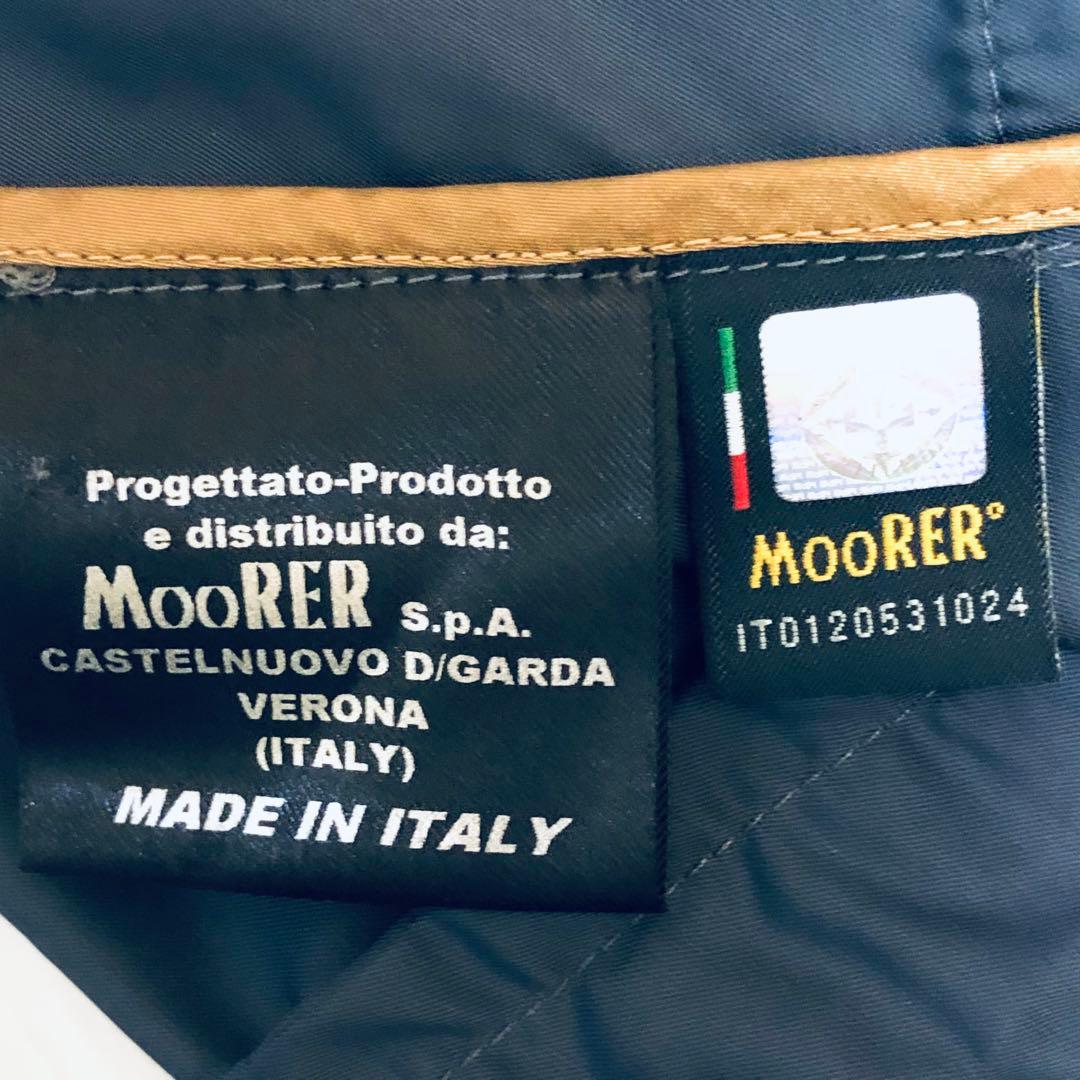 Progettato-Prodotto
e distribuito da:
MooRER S.p.A.
CASTELNUOVO D/GARDA
VERONA
(ITALY)
MADE IN ITALY
MooRER°
IT0120531024